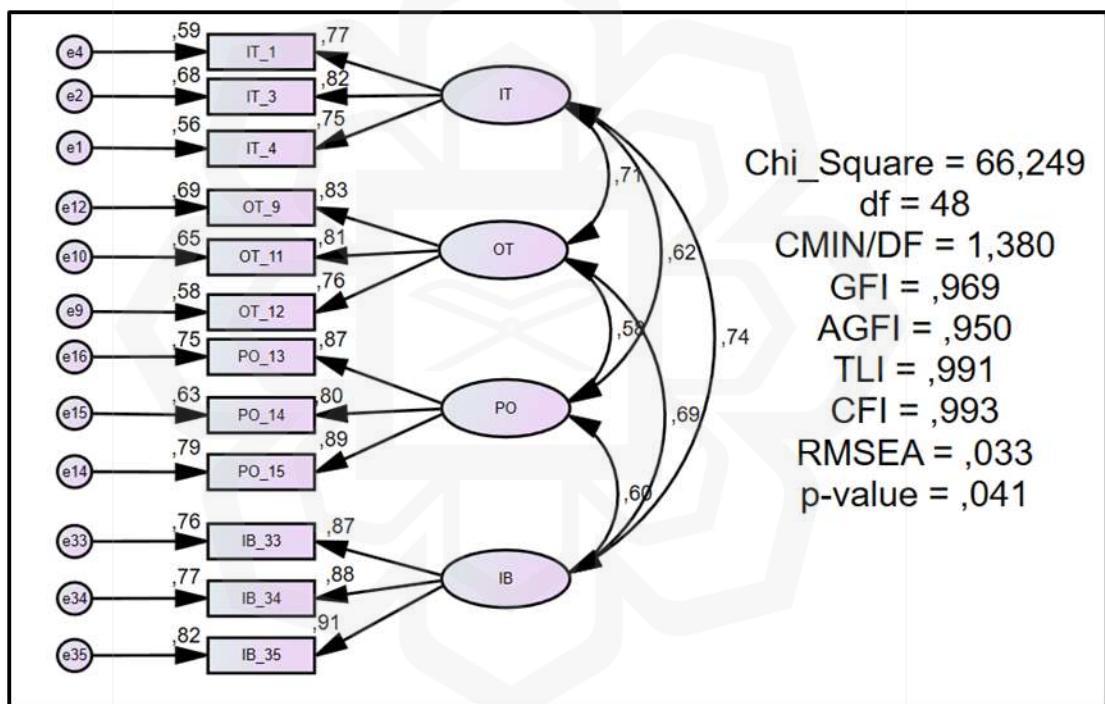 e4 ,59 IT_1 ,77
e2 ,68 IT_3 ,82
e1 ,56 IT_4 ,75
IT
e12 ,69 OT_9 ,83
e10 ,65 OT_11 ,81
e9 ,58 OT_12 ,76
OT
e16 ,75 PO_13 ,87
e15 ,63 PO_14 ,80
e14 ,79 PO_15 ,89
PO
e33 ,76 IB_33 ,87
e34 ,77 IB_34 ,88
e35 ,82 IB_35 ,91
IB
,71
,62
,58
,74
,69
,60
Chi_Square = 66,249
df = 48
CMIN/DF = 1,380
GFI = ,969
AGFI = ,950
TLI = ,991
CFI = ,993
RMSEA = ,033
p-value = ,041